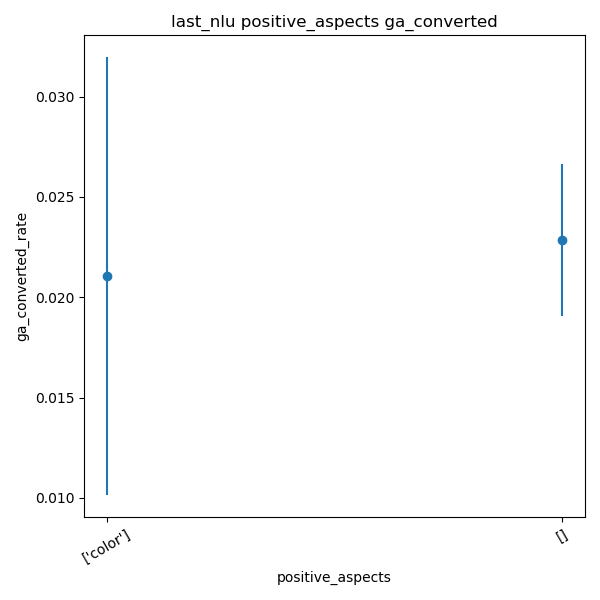 last_nlu positive_aspects ga_converted
0.030
0.025
0.020
0.015
0.010
ga_converted_rate
['color']
[]
positive_aspects